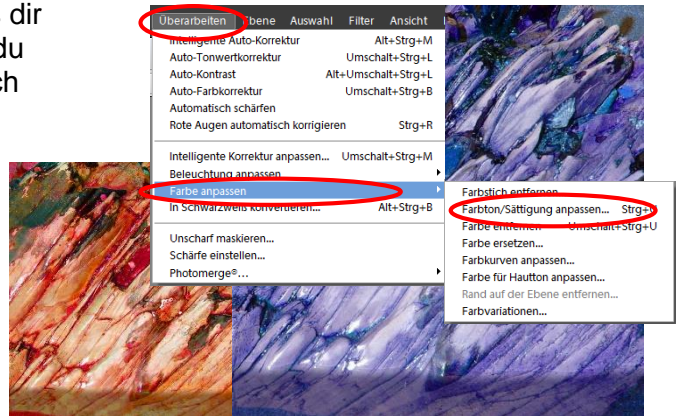 dir
du
ch
Überarbeiten Ebene Auswahl Filter Ansicht
Intelligente Auto-Korrektur Alt+Strg+M
Auto-Tonwertkorrektur Umschalt+Strg+L
Auto-Kontrast Alt+Umschalt+Strg+L
Auto-Farbkorrektur Umschalt+Strg+B
Automatisch schärfen
Rote Augen automatisch korrigieren Strg+R
Intelligente Korrektur anpassen... Umschalt+Strg+M
Beleuchtung anpassen
Farbe anpassen
In Schwarzweiß konvertieren... Alt+Strg+B
Unscharf maskieren...
Schärfe einstellen...
Photomerge®...
Farbstich entfernen...
Farbton/Sättigung anpassen... Strg+U
Farbe entfernen Umschalt+Strg+U
Farbe ersetzen...
Farbkurven anpassen...
Farbe für Hautton anpassen...
Rand auf der Ebene entfernen...
Farbvariationen...